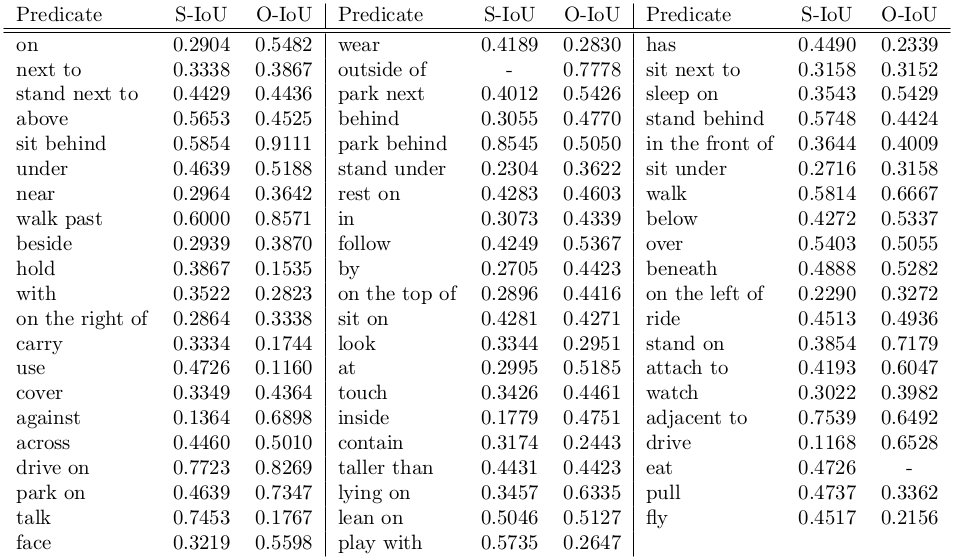 Predicate S-IoU O-IoU Predicate S-IoU O-IoU Predicate S-IoU O-IoU
on 0.2904 0.5482 wear 0.4189 0.2830 has 0.4490 0.2339
next to 0.3338 0.3867 outside of - 0.7778 sit next to 0.3158 0.3152
stand next to 0.4429 0.4436 park next 0.4012 0.5426 sleep on 0.3543 0.5429
above 0.5653 0.4525 behind 0.3055 0.4770 stand behind 0.5748 0.4424
sit behind 0.5854 0.9111 park behind 0.8545 0.5050 in the front of 0.3644 0.4009
under 0.4639 0.5188 stand under 0.2304 0.3622 sit under 0.2716 0.3158
near 0.2964 0.3642 rest on 0.4283 0.4603 walk 0.5814 0.6667
walk past 0.6000 0.8571 in 0.3073 0.4339 below 0.4272 0.5337
beside 0.2939 0.3870 follow 0.4249 0.5367 over 0.5403 0.5055
hold 0.3867 0.1535 by 0.2705 0.4423 beneath 0.4888 0.5282
with 0.3522 0.2823 on the top of 0.2896 0.4416 on the left of 0.2290 0.3272
on the right of 0.2864 0.3338 sit on 0.4281 0.4271 ride 0.4513 0.4936
carry 0.3334 0.1744 look 0.3344 0.2951 stand on 0.3854 0.7179
use 0.4726 0.1160 at 0.2995 0.5185 attach to 0.4193 0.6047
cover 0.3349 0.4364 touch 0.3426 0.4461 watch 0.3022 0.3982
against 0.1364 0.6898 inside 0.1779 0.4751 adjacent to 0.7539 0.6492
across 0.4460 0.5010 contain 0.3174 0.2443 drive 0.1168 0.6528
drive on 0.7723 0.8269 taller than 0.4431 0.4423 eat 0.4726 -
park on 0.4639 0.7347 lying on 0.3457 0.6335 pull 0.4737 0.3362
talk 0.7453 0.1767 lean on 0.5046 0.5127 fly 0.4517 0.2156
face 0.3219 0.5598 play with 0.5735 0.2647